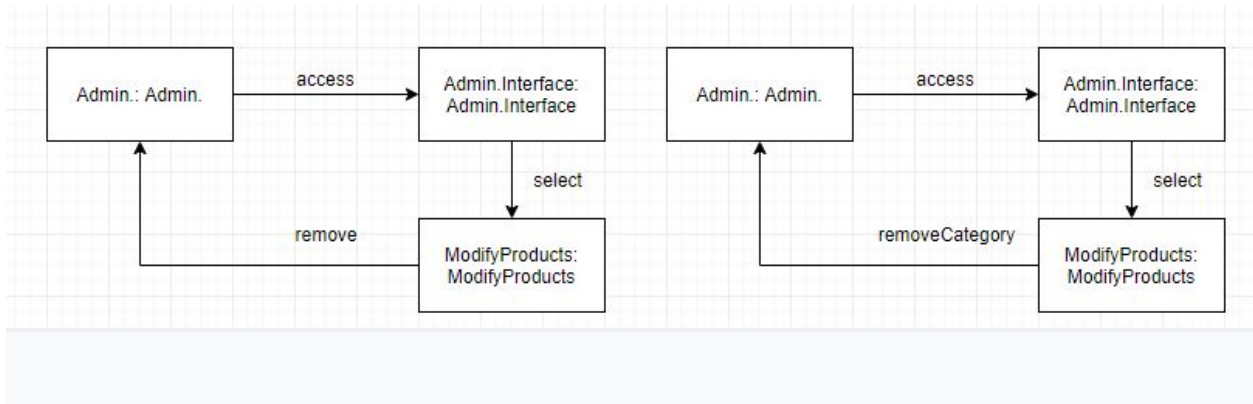 Admin.: Admin.
access
Admin.Interface:
Admin.Interface
select
remove
ModifyProducts:
ModifyProducts
Admin.: Admin.
access
Admin.Interface:
Admin.Interface
select
removeCategory
ModifyProducts:
ModifyProducts